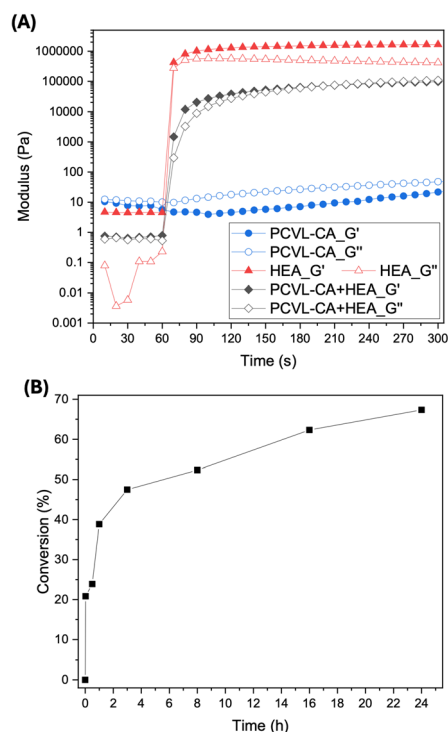 (A)
1000000
100000
10000
1000
100
10
1
0.1
0.01
0.001
Modulus (Pa)
PCVL-CA_G'
PCVL-CA_G"
HEA_G' HEA_G"
PCVL-CA+HEA_G'
PCVL-CA+HEA_G"
0 30 60 90 120 150 180 210 240 270 300
Time (s)
(B)
70
60
50
40
30
20
10
0
Conversion (%)
0 2 4 6 8 10 12 14 16 18 20 22 24
Time (h)